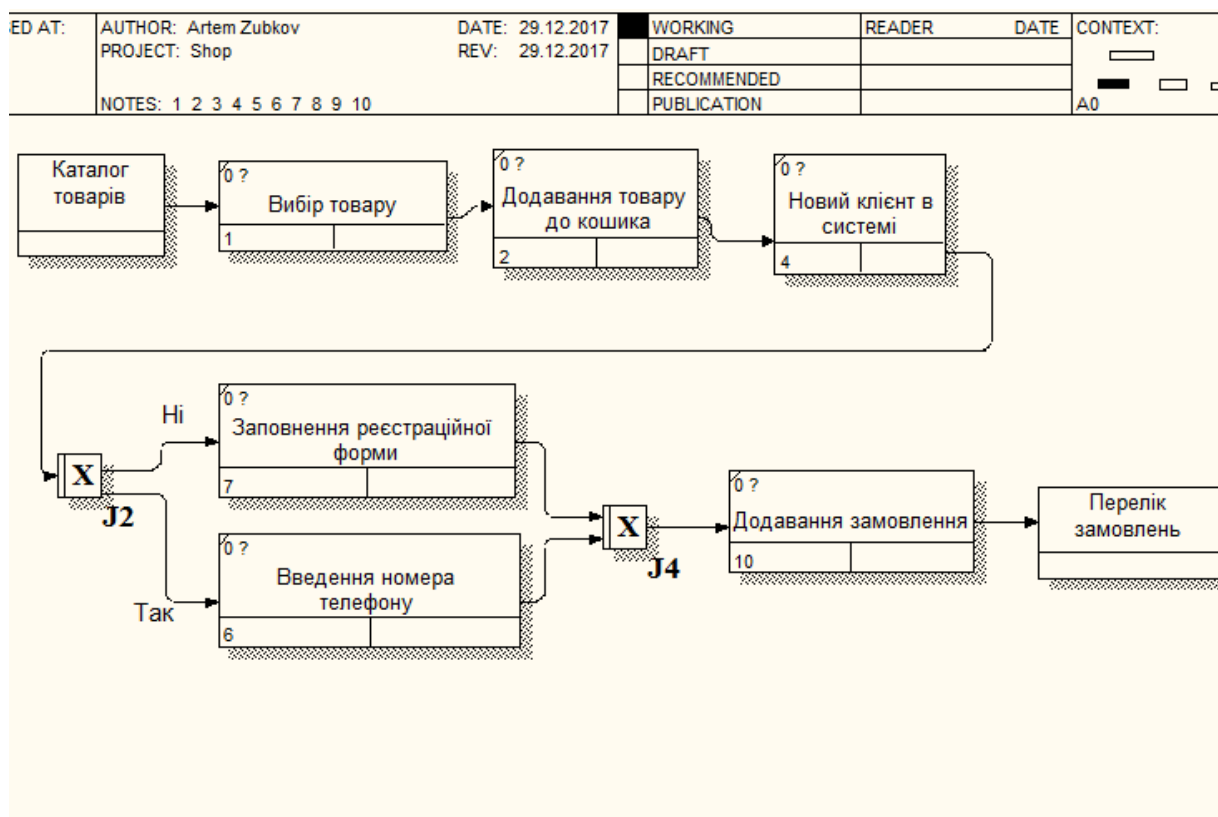 ED AT:
AUTHOR: Artem Zubkov
DATE: 29.12.2017
PROJECT: Shop
REV: 29.12.2017
NOTES: 1 2 3 4 5 6 7 8 9 10
WORKING
DRAFT
RECOMMENDED
PUBLICATION
READER
DATE
CONTEXT:
A0
Каталог
товарів
0 ?
Вибір товару
1
0 ?
Додавання товару
до кошика
2
0 ?
Новий клієнт в
системі
4
X
J2
Ні
Так
0 ?
Заповнення реєстраційної
форми
7
0 ?
Введення номера
телефону
6
X
J4
0 ?
Додавання замовлення
10
Перелік
замовлень